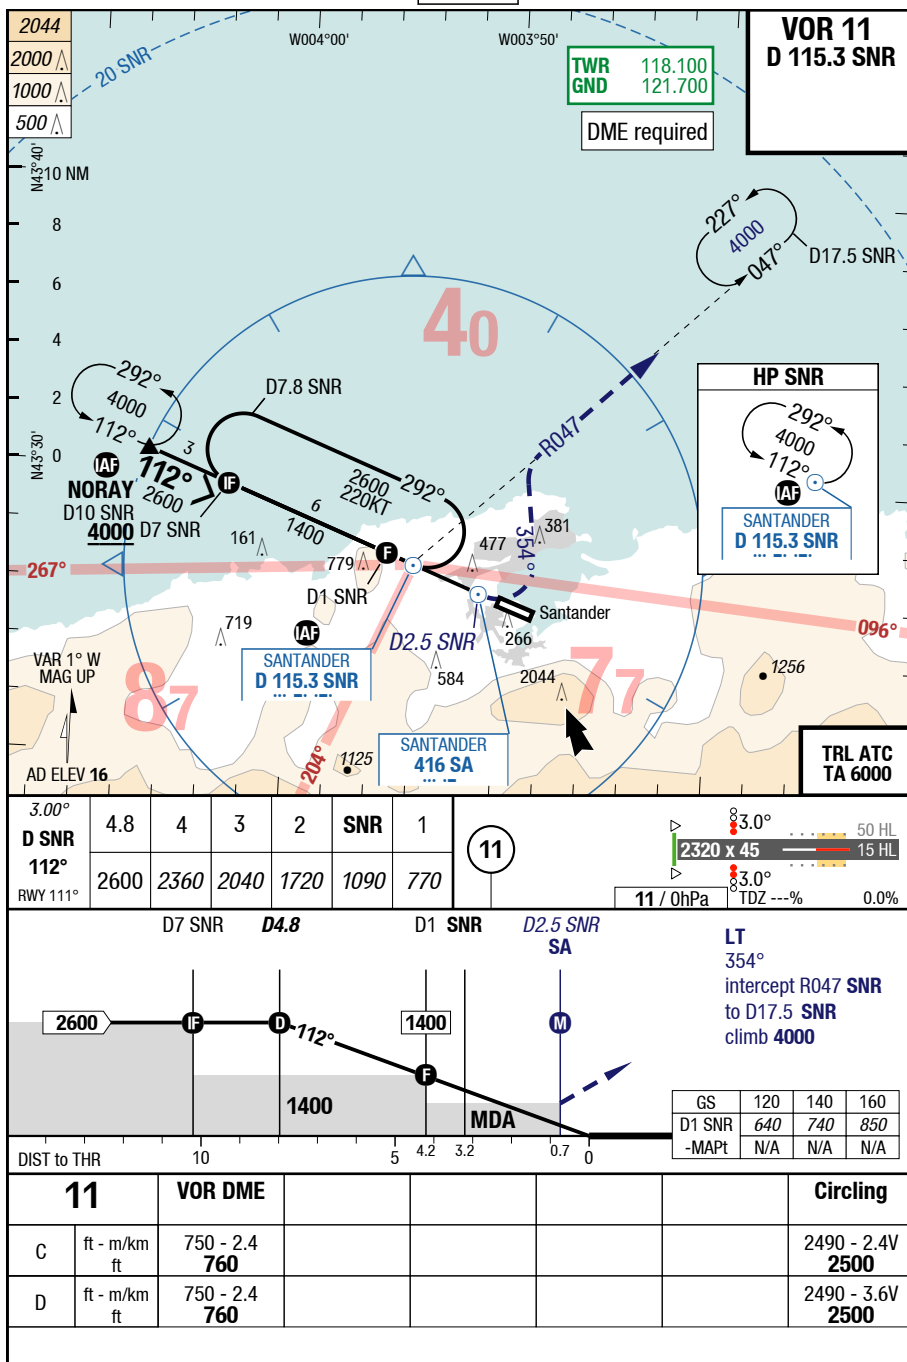 2044
2000
1000
500
20 SNR
W004°00'
W003°50'
TWR 118.100
GND 121.700
DME required
VOR 11
D 115.3 SNR
N43°40'
10 NM
8
6
4
2
0
N43°30'
227°
4000
047°
D17.5 SNR
40
292°
4000
112°
D7.8 SNR
3
112°
2600
IAF
NORAY
D10 SNR
4000
D7 SNR
IF
2600
220KT
292°
6
1400
R047
354°
HP SNR
292°
4000
112°
IAF
SANTANDER
D 115.3 SNR
161
779
F
D1 SNR
477
381
267°
096°
Santander
266
D2.5 SNR
719
IAF
SANTANDER
D 115.3 SNR
584
2044
1256
87
77
VAR 1° W
MAG UP
AD ELEV 16
204°
1125
SANTANDER
416 SA
TRL ATC
TA 6000
3.00°
D SNR 4.8 4 3 2 SNR 1
112°
RWY 111° 2600 2360 2040 1720 1090 770
11
3.0°
50 HL
2320 x 45
15 HL
3.0°
11 / 0hPa
TDZ ---% 0.0%
D7 SNR D4.8 D1 SNR D2.5 SNR
SA
LT
354°
intercept R047 SNR
to D17.5 SNR
climb 4000
2600
IF
D
112°
1400
F
M
1400
MDA
DIST to THR 10 5 4.2 3.2 0.7 0
GS 120 140 160
D1 SNR 640 740 850
-MAPt N/A N/A N/A
11 VOR DME Circling
C ft - m/km 750 - 2.4 2490 - 2.4V
ft 760 2500
D ft - m/km 750 - 2.4 2490 - 3.6V
ft 760 2500